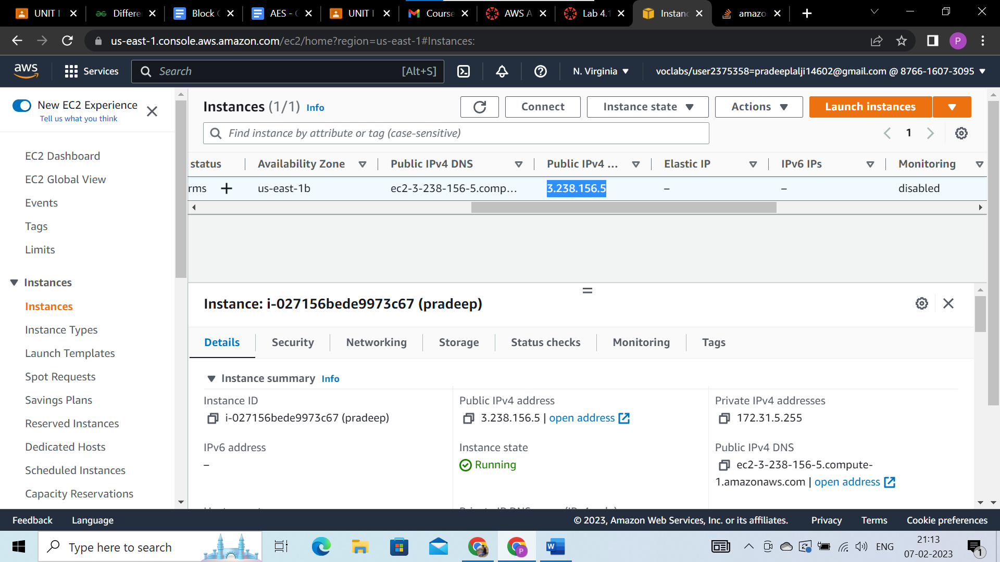 UNIT I
Differe
Block
AES -
UNIT I
Course
AWS A
Lab 4.1
Instanc
amazo
us-east-1.console.aws.amazon.com/ec2/home?region=us-east-1#Instances:
P
aws
Services
Search
[Alt+S]
N. Virginia
voclabs/user2375358=pradeeplalji14602@gmail.com @ 8766-1607-3095
New EC2 Experience
Tell us what you think
EC2 Dashboard
EC2 Global View
Events
Tags
Limits
Instances
Instances
Instance Types
Launch Templates
Spot Requests
Savings Plans
Reserved Instances
Dedicated Hosts
Scheduled Instances
Capacity Reservations
Instances (1/1) Info
Connect
Instance state
Actions
Launch instances
Find instance by attribute or tag (case-sensitive)
1
status
Availability Zone
Public IPv4 DNS
Public IPv4 ...
Elastic IP
IPv6 IPs
Monitoring
rms
us-east-1b
ec2-3-238-156-5.comp...
3.238.156.5
–
–
disabled
Instance: i-027156bede9973c67 (pradeep)
Details
Security
Networking
Storage
Status checks
Monitoring
Tags
Instance summary Info
Instance ID
i-027156bede9973c67 (pradeep)
Public IPv4 address
3.238.156.5 | open address
Private IPv4 addresses
172.31.5.255
IPv6 address
–
Instance state
Running
Public IPv4 DNS
ec2-3-238-156-5.compute-
1.amazonaws.com | open address
Feedback
Language
© 2023, Amazon Web Services, Inc. or its affiliates.
Privacy
Terms
Cookie preferences
Type here to search
P
W
ENG
21:13
07-02-2023
1